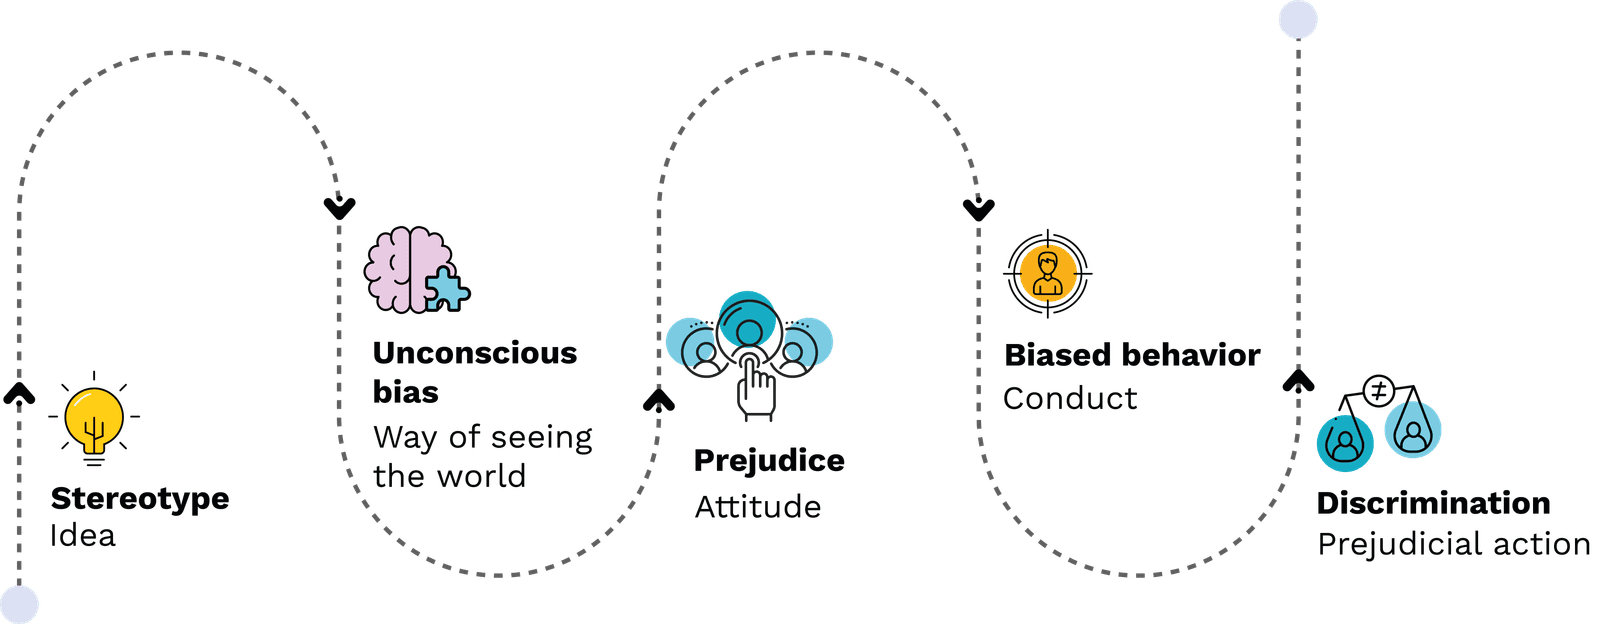 Stereotype
Idea
Unconscious
bias
Way of seeing
the world
Prejudice
Attitude
Biased behavior
Conduct
≠
Discrimination
Prejudicial action